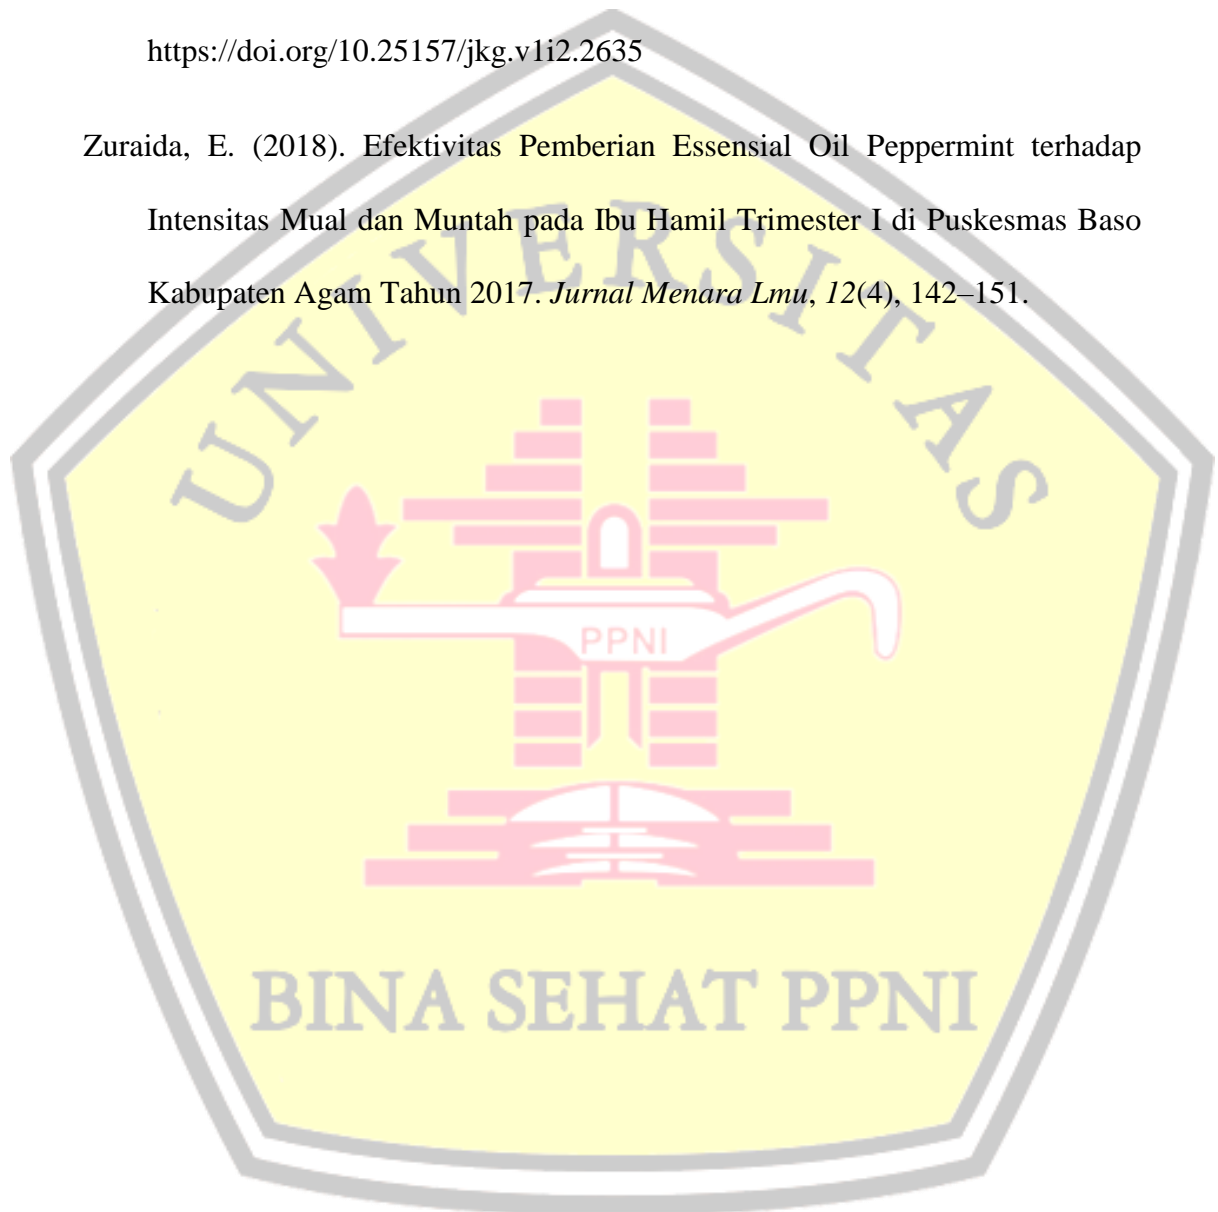 https://doi.org/10.25157/jkg.v1i2.2635
Zuraida, E. (2018). Efektivitas Pemberian Essensial Oil Peppermint terhadap
Intensitas Mual dan Muntah pada Ibu Hamil Trimester I di Puskesmas Baso
Kabupaten Agam Tahun 2017. Jurnal Menara Lmu, 12(4), 142–151.
UNIVERSITAS
PPNI
BINA SEHAT PPNI